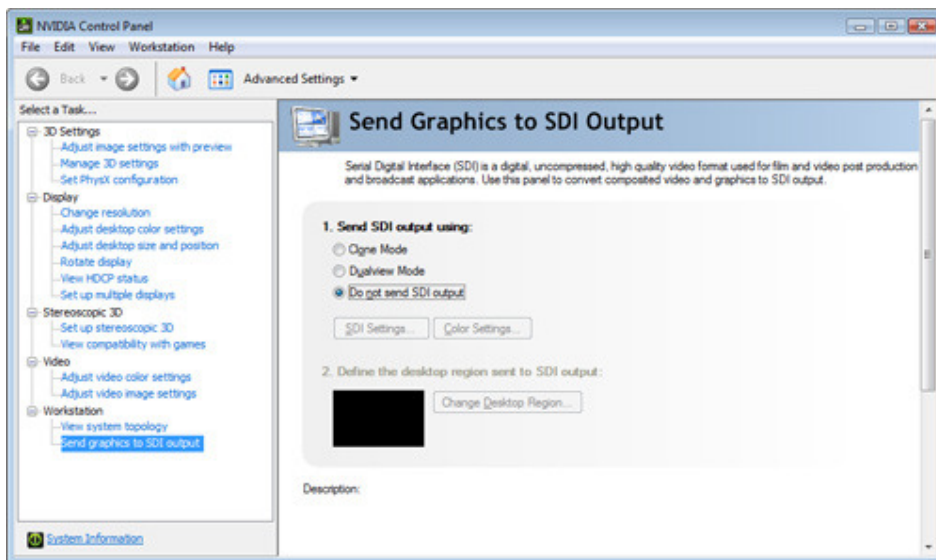 NVIDIA Control Panel
File Edit View Workstation Help
Back Advanced Settings
Select a Task...
3D Settings
Adjust image settings with preview
Manage 3D settings
Set PhysX configuration
Display
Change resolution
Adjust desktop color settings
Adjust desktop size and position
Rotate display
View HDCP status
Set up multiple displays
Stereoscopic 3D
Set up stereoscopic 3D
View compatibility with games
Video
Adjust video color settings
Adjust video image settings
Workstation
View system topology
Send graphics to SDI output
System Information
Send Graphics to SDI Output
Serial Digital Interface (SDI) is a digital, uncompressed, high quality video format used for film and video post production
and broadcast applications. Use this panel to convert composited video and graphics to SDI output.
1. Send SDI output using:
Clone Mode
Dualview Mode
Do not send SDI output
SDI Settings... Color Settings...
2. Define the desktop region sent to SDI output:
Change Desktop Region...
Description: